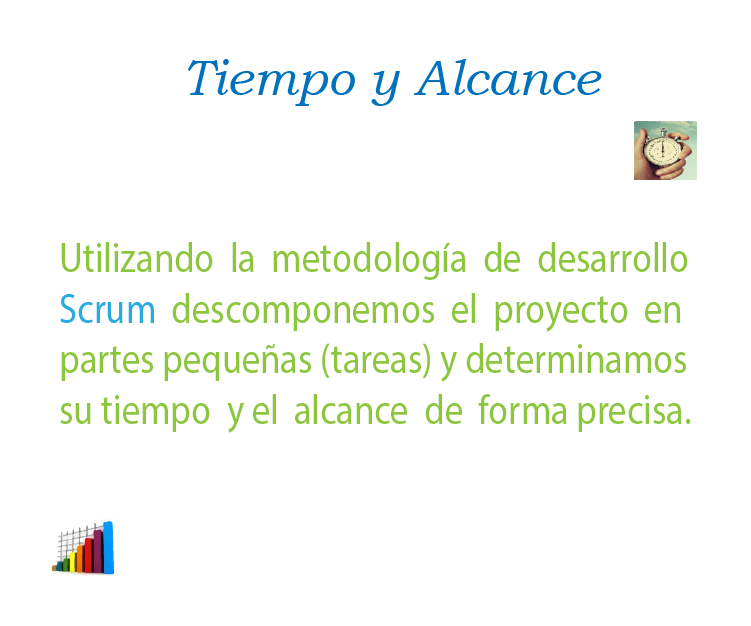 Tiempo y Alcance
Utilizando la metodología de desarrollo
Scrum descomponemos el proyecto en
partes pequeñas (tareas) y determinamos
su tiempo y el alcance de forma precisa.